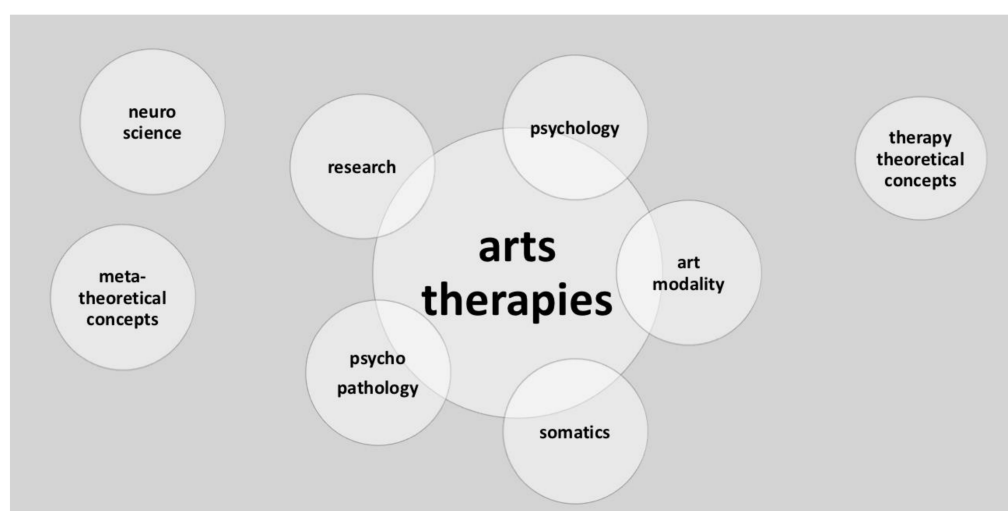 neuro
science
research
psychology
therapy
theoretical
concepts
arts
therapies
art
modality
meta-
theoretical
concepts
psycho
pathology
somatics